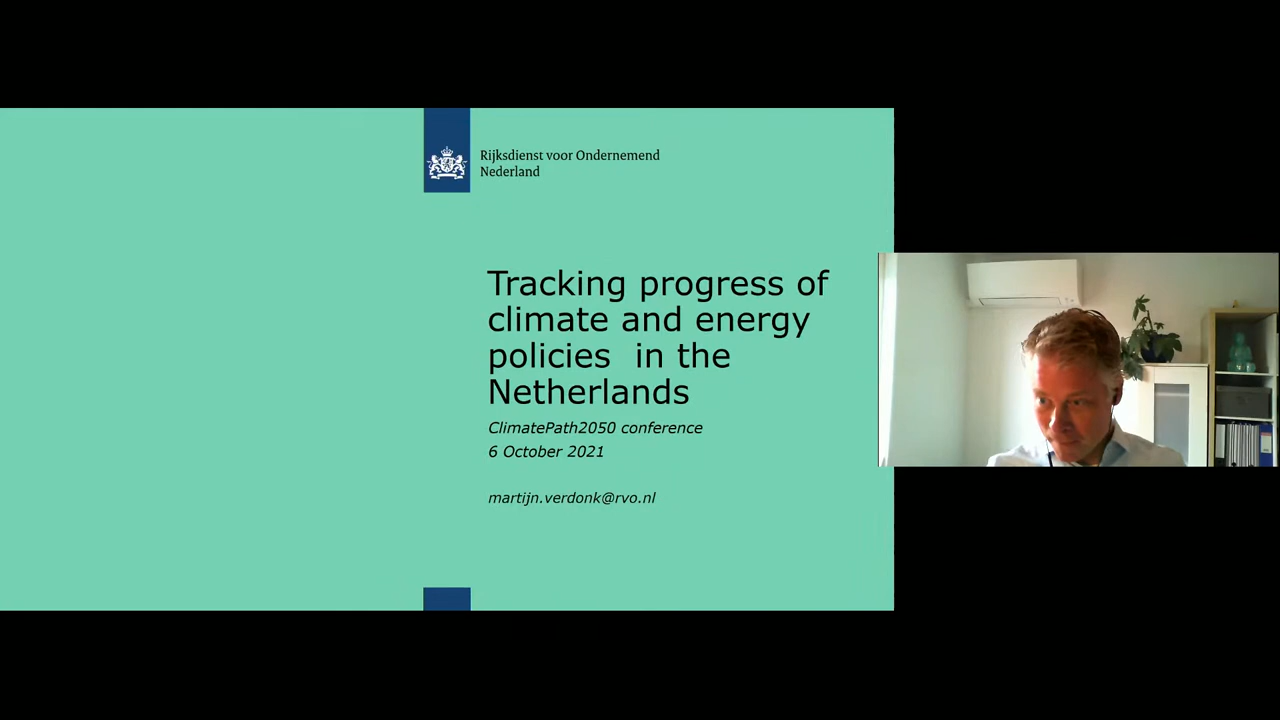 Rijksdienst voor Ondernemend
Nederland
Tracking progress of
climate and energy
policies  in the
Netherlands
ClimatePath2050 conference
6 October 2021
martijn.verdonk@rvo.nl